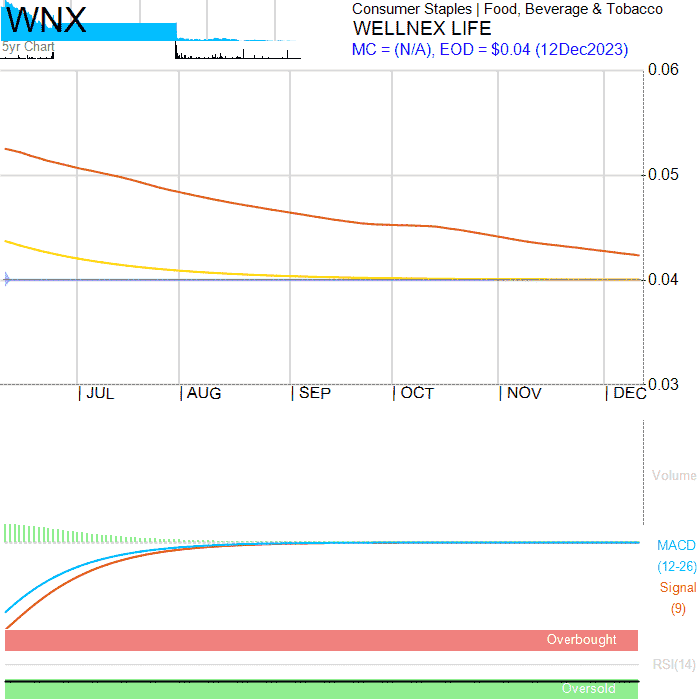 WNX
5yr Chart
Consumer Staples | Food, Beverage & Tobacco
WELLNEX LIFE
MC = (N/A), EOD = $0.04 (12Dec2023)
0.06
0.05
0.04
0.03
| JUL | AUG | SEP | OCT | NOV | DEC
Volume
MACD
(12-26)
Signal
(9)
Overbought
RSI(14)
Oversold